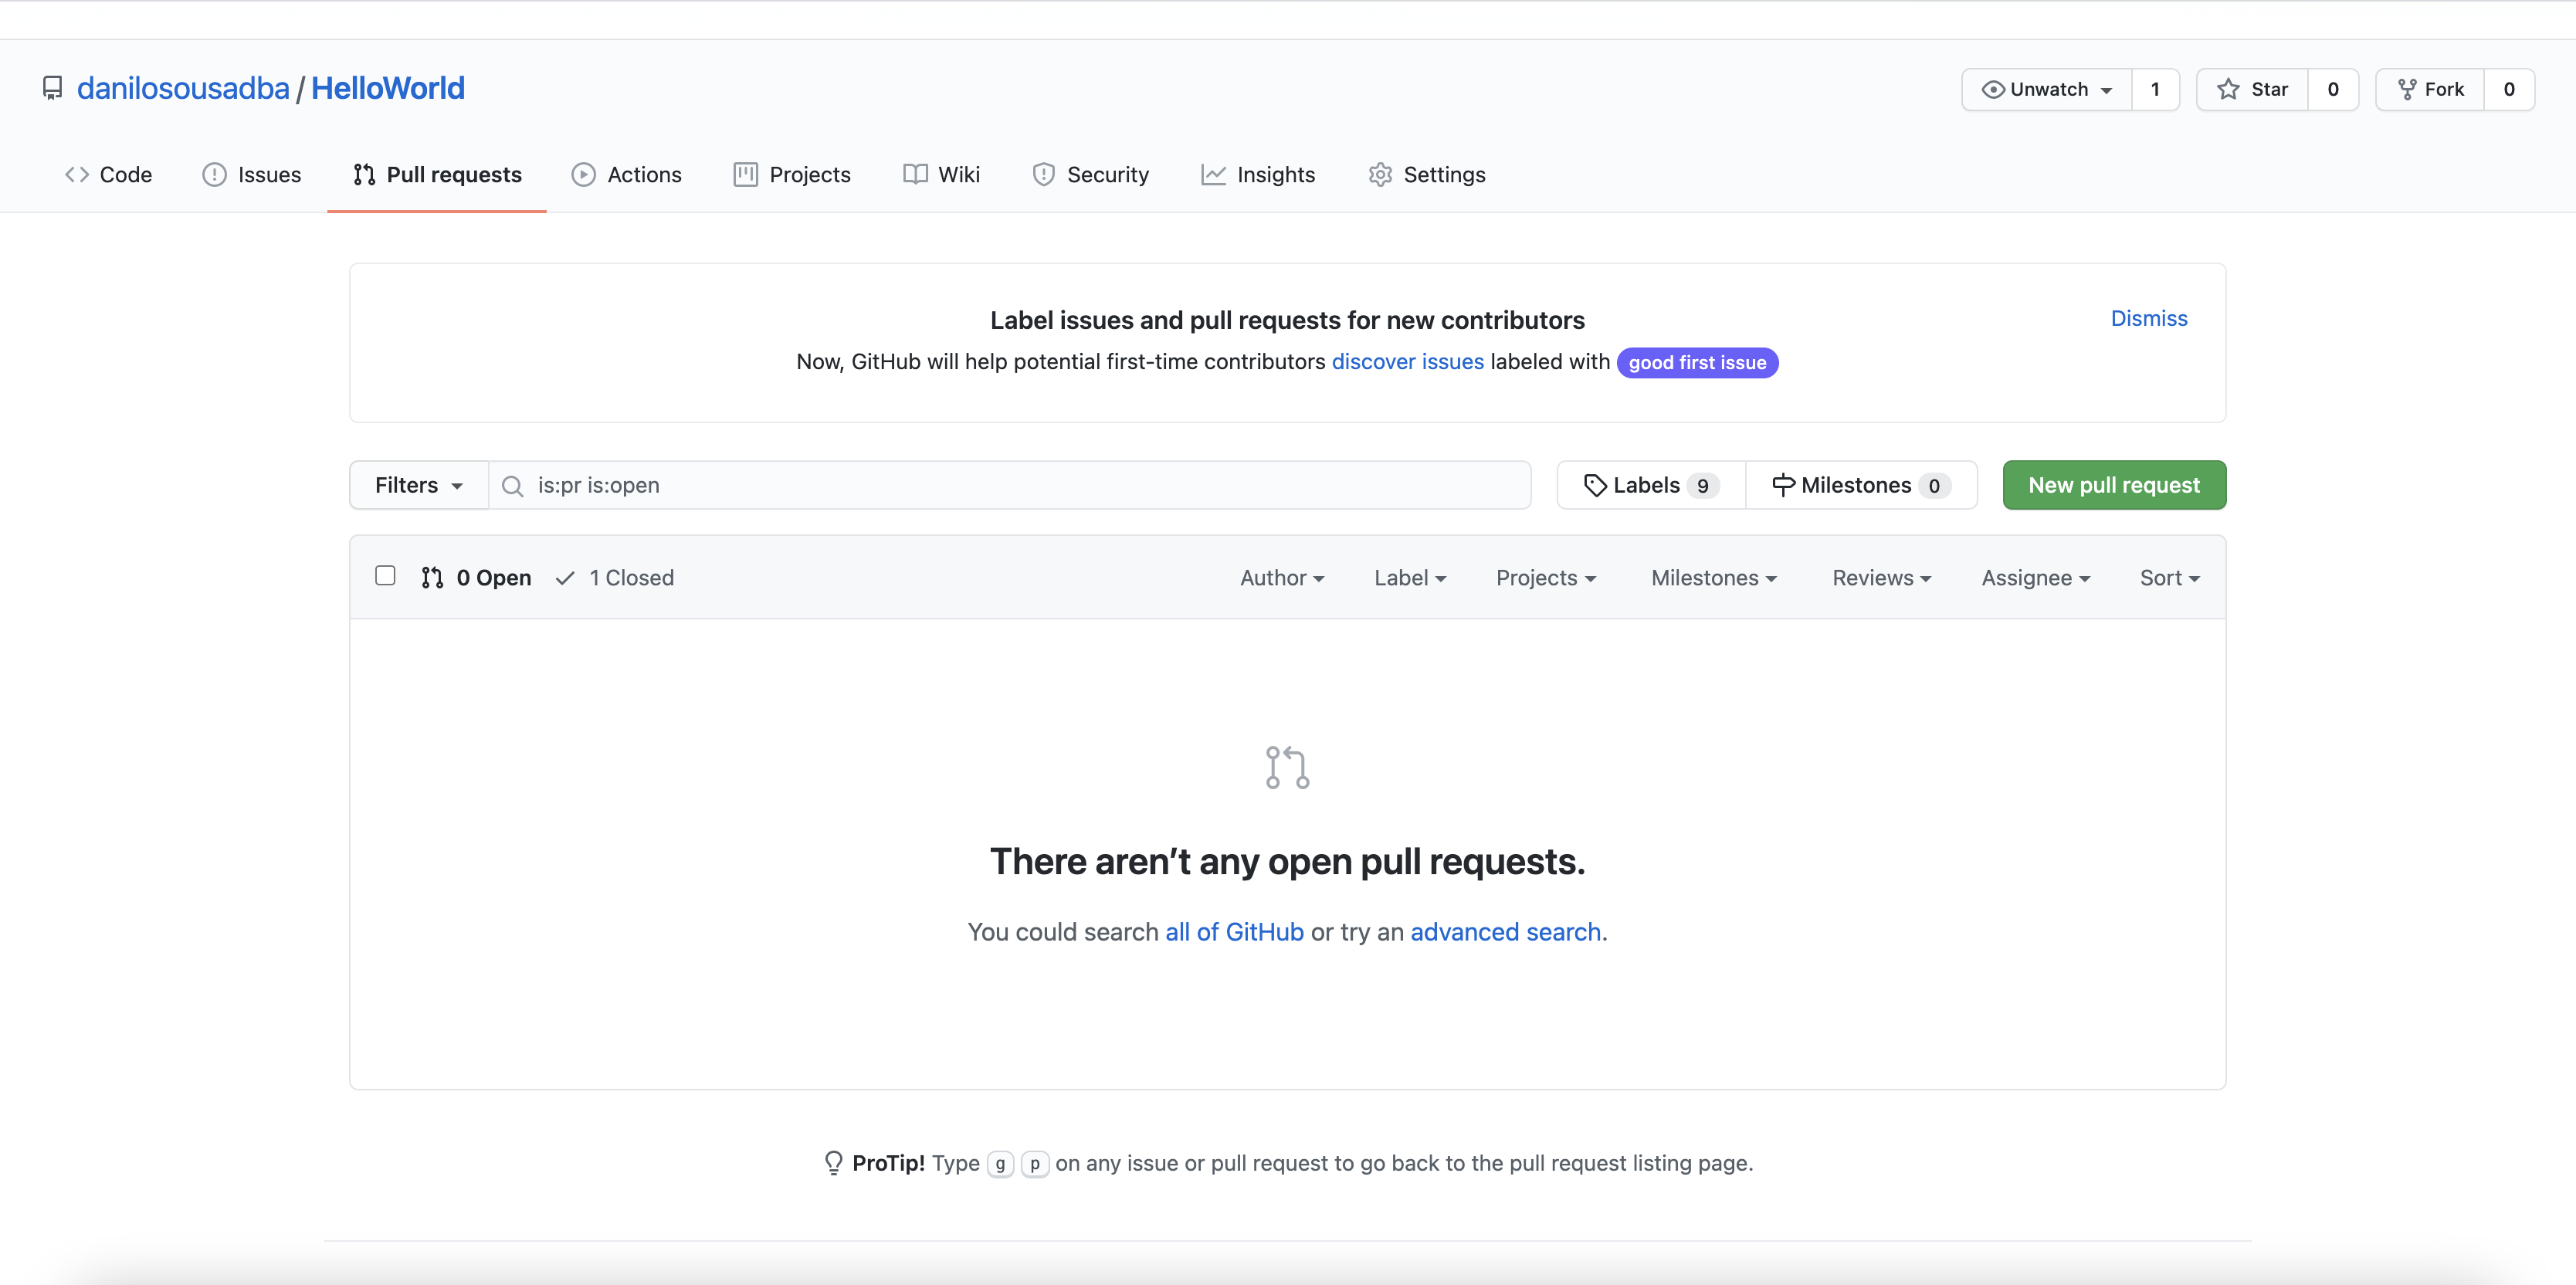 danilosousadba / HelloWorld
Unwatch 1 Star 0 Fork 0
Code Issues Pull requests Actions Projects Wiki Security Insights Settings
Label issues and pull requests for new contributors
Dismiss
Now, GitHub will help potential first-time contributors discover issues labeled with good first issue
Filters is:pr is:open Labels 9 Milestones 0 New pull request
0 Open 1 Closed Author Label Projects Milestones Reviews Assignee Sort
There aren’t any open pull requests.
You could search all of GitHub or try an advanced search.
ProTip! Type g p on any issue or pull request to go back to the pull request listing page.